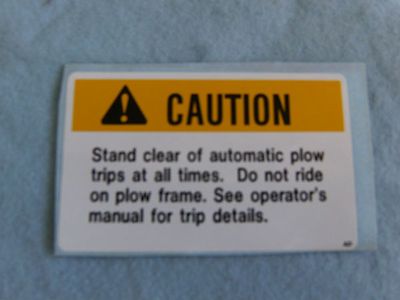 CAUTION
Stand clear of automatic plow
trips at all times. Do not ride
on plow frame. See operator's
manual for trip details.